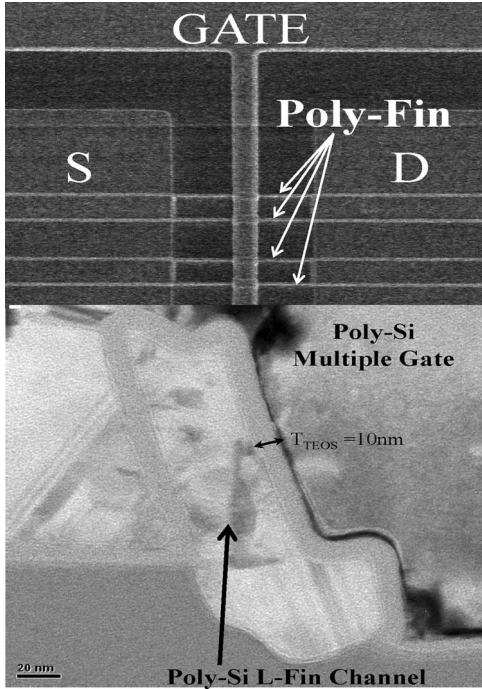 GATE
Poly-Fin
S
D
Poly-Si
Multiple Gate
T_TEOS =10nm
20 nm
Poly-Si L-Fin Channel